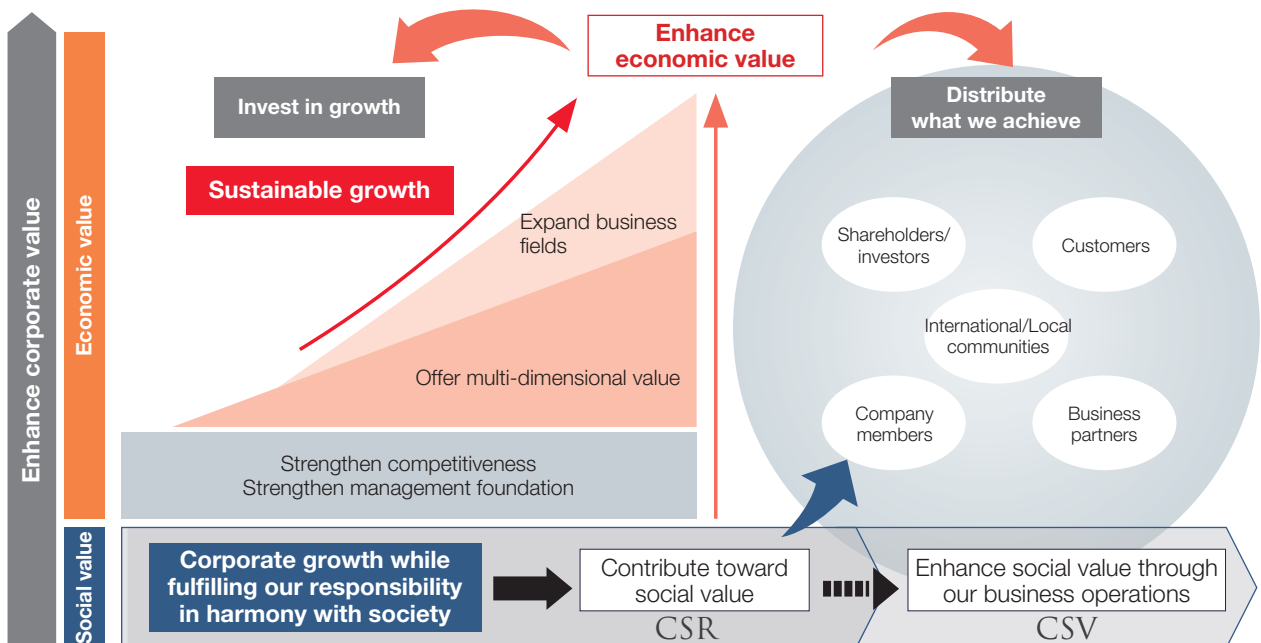 Enhance corporate value
Economic value
Social value
Enhance
economic value
Invest in growth
Distribute
what we achieve
Sustainable growth
Expand business
fields
Offer multi-dimensional value
Shareholders/
investors
Customers
International/Local
communities
Company
members
Business
partners
Strengthen competitiveness
Strengthen management foundation
Corporate growth while
fulfilling our responsibility
in harmony with society
Contribute toward
social value
CSR
Enhance social value through
our business operations
CSV